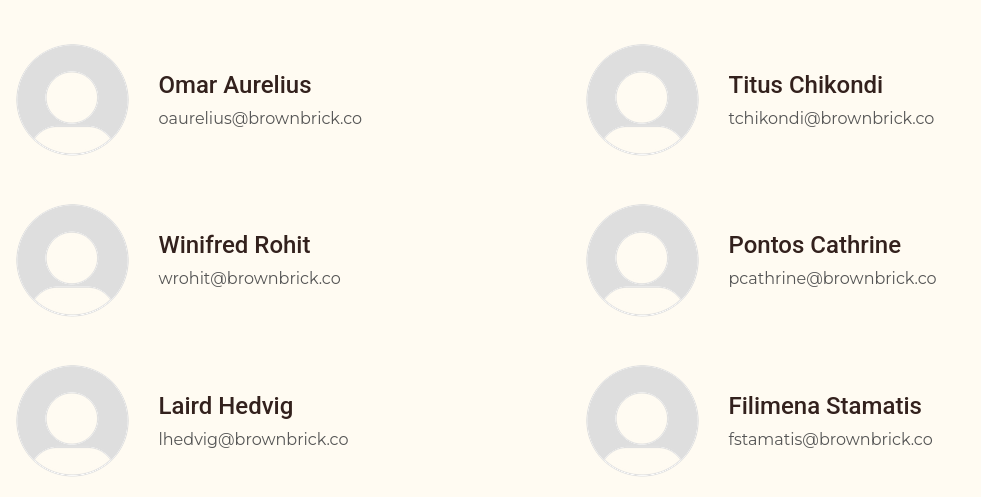 Omar Aurelius
oaurelius@brownbrick.co
Titus Chikondi
tchikondi@brownbrick.co
Winifred Rohit
wrohit@brownbrick.co
Pontos Cathrine
pcathrine@brownbrick.co
Laird Hedvig
lhedvig@brownbrick.co
Filimena Stamatis
fstamatis@brownbrick.co